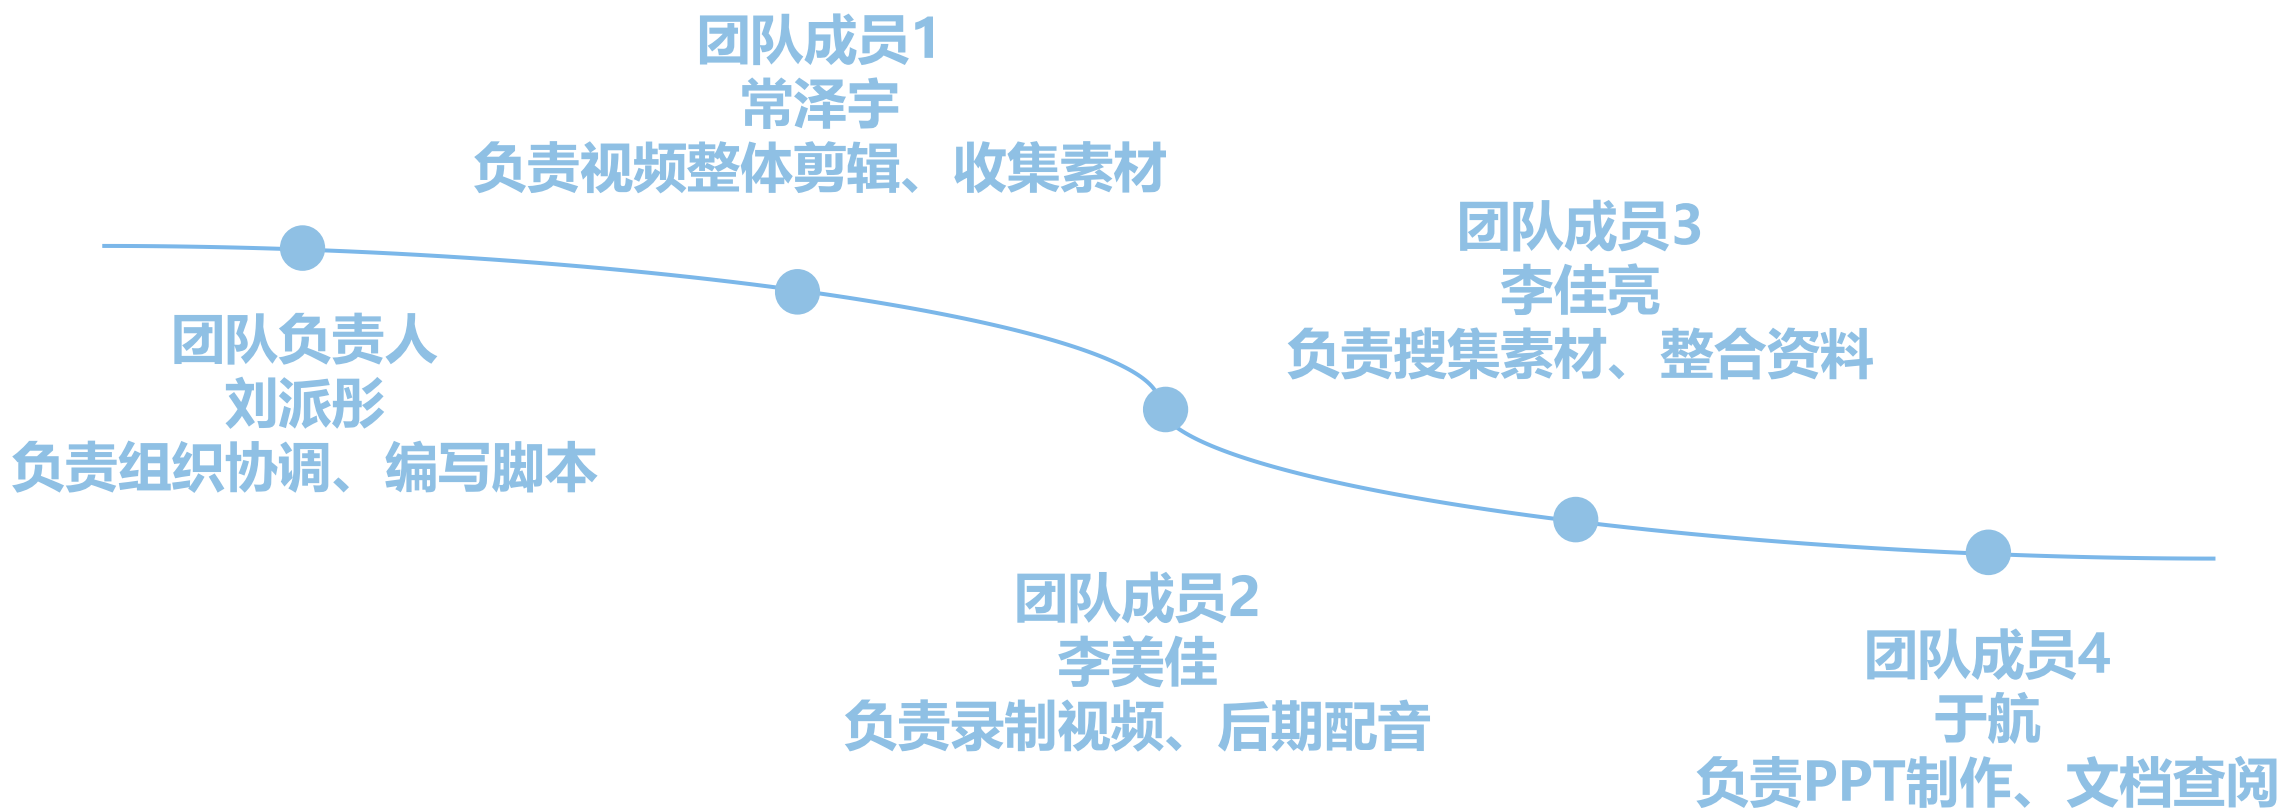 团队负责人
刘派彤
负责组织协调、编写脚本
团队成员1
常泽宇
负责视频整体剪辑、收集素材
团队成员2
李美佳
负责录制视频、后期配音
团队成员3
李佳亮
负责搜集素材、整合资料
团队成员4
于航
负责PPT制作、文档查阅